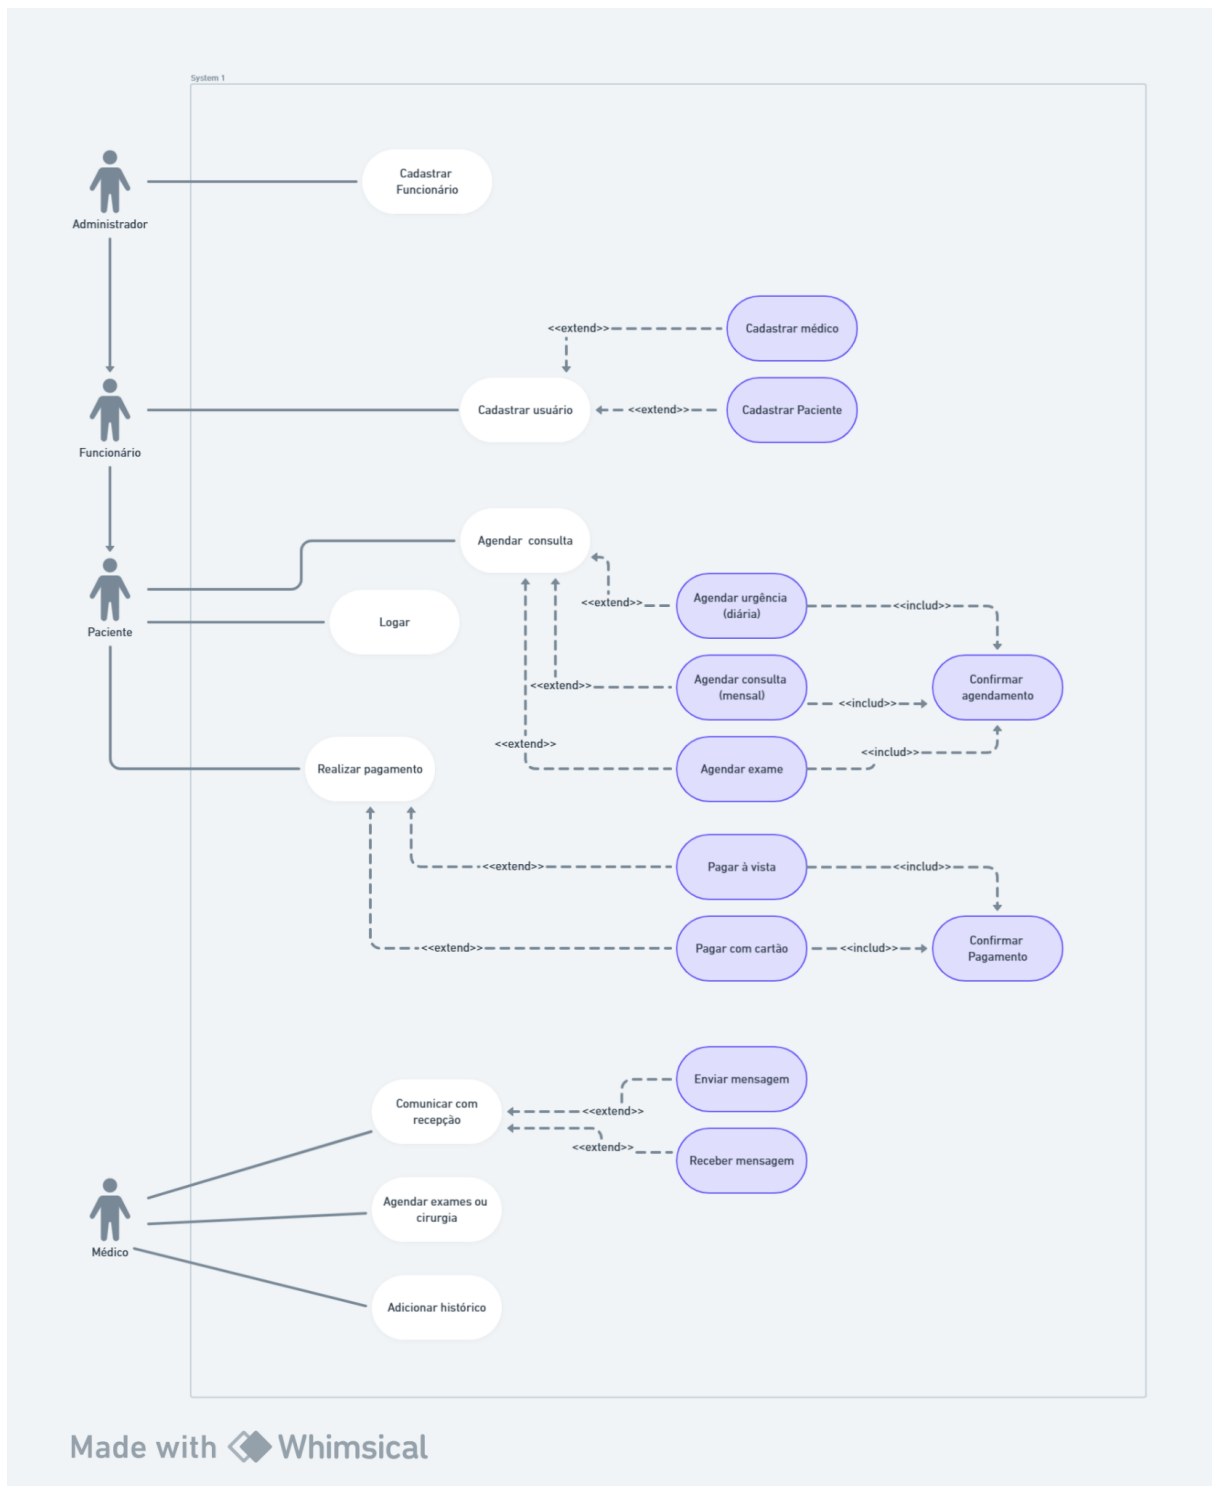 System 1
Cadastrar
Funcionário
Administrador
<<extend>>
Cadastrar médico
Cadastrar usuário
<<extend>>
Cadastrar Paciente
Funcionário
Agendar consulta
<<extend>>
Agendar urgência
(diária)
<<includ>>
Logar
Paciente
<<extend>>
Agendar consulta
(mensal)
<<includ>>
Confirmar
agendamento
<<extend>>
<<includ>>
Realizar pagamento
Agendar exame
<<extend>>
Pagar à vista
<<includ>>
<<extend>>
Pagar com cartão
<<includ>>
Confirmar
Pagamento
Enviar mensagem
Comunicar com
recepção
<<extend>>
<<extend>>
Receber mensagem
Agendar exames ou
cirurgia
Médico
Adicionar histórico
Made with Whimsical